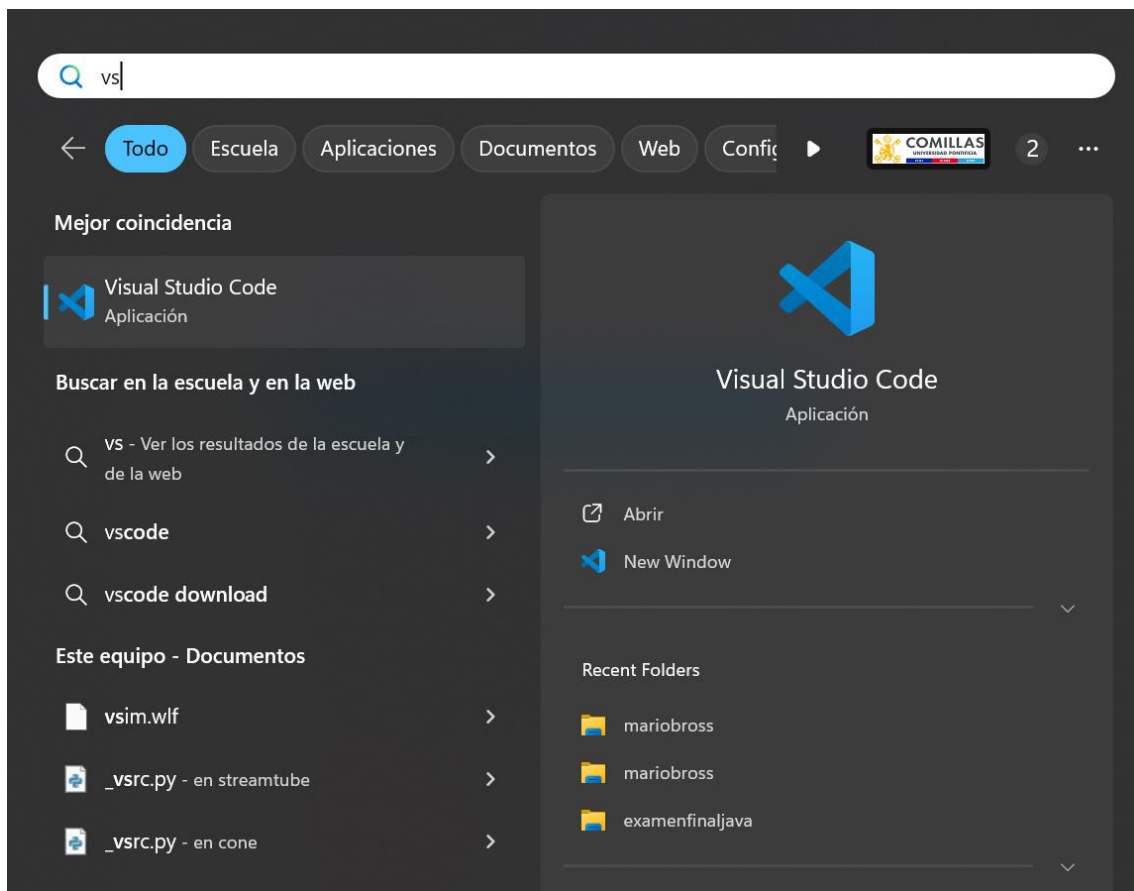 vs
Todo Escuela Aplicaciones Documentos Web Config COMILLAS 2 ...
UNIVERSIDAD PONTIFICIA
Mejor coincidencia
Visual Studio Code
Aplicación
Buscar en la escuela y en la web
vs - Ver los resultados de la escuela y
de la web
vscode
vscode download
Este equipo - Documentos
vsim.wlf
_vsrc.py - en streamtube
_vsrc.py - en cone
Visual Studio Code
Aplicación
Abrir
New Window
Recent Folders
mariobross
mariobross
examenfinaljava